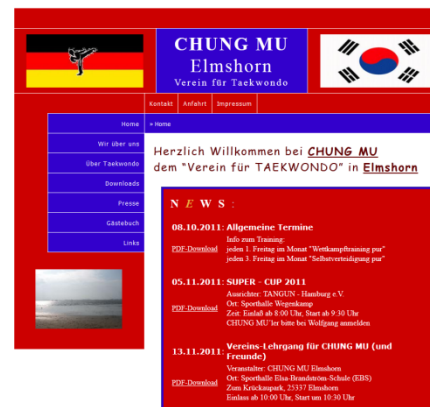 CHUNG MU
Elmshorn
Verein für Taekwondo
Kontakt Anfahrt Impressum
Home
» Home
Wir über uns
Über Taekwondo
Downloads
Presse
Gästebuch
Links
Herzlich Willkommen bei CHUNG MU
dem "Verein für TAEKWONDO" in Elmshorn
N E W S :
08.10.2011: Allgemeine Termine
Info zum Training:
PDF-Download jeden 1. Freitag im Monat "Wettkampftraining pur"
jeden 3. Freitag im Monat "Selbstverteidigung pur"
05.11.2011: SUPER - CUP 2011
Ausrichter: TANGUN - Hamburg e.V.
Ort: Sporthalle Wegenkamp
PDF-Download
Zeit: Einlaß ab 8:00 Uhr, Start ab 9:30 Uhr
CHUNG MU'ler bitte bei Wolfgang anmelden
13.11.2011: Vereins-Lehrgang für CHUNG MU (und
Freunde)
Veranstalter: CHUNG MU Elmshorn
Ort: Sporthalle Elsa-Brandström-Schule (EBS)
PDF-Download
Zum Krückaupark, 25337 Elmshorn
Einlass ab 10:00 Uhr, Start um 10:30 Uhr